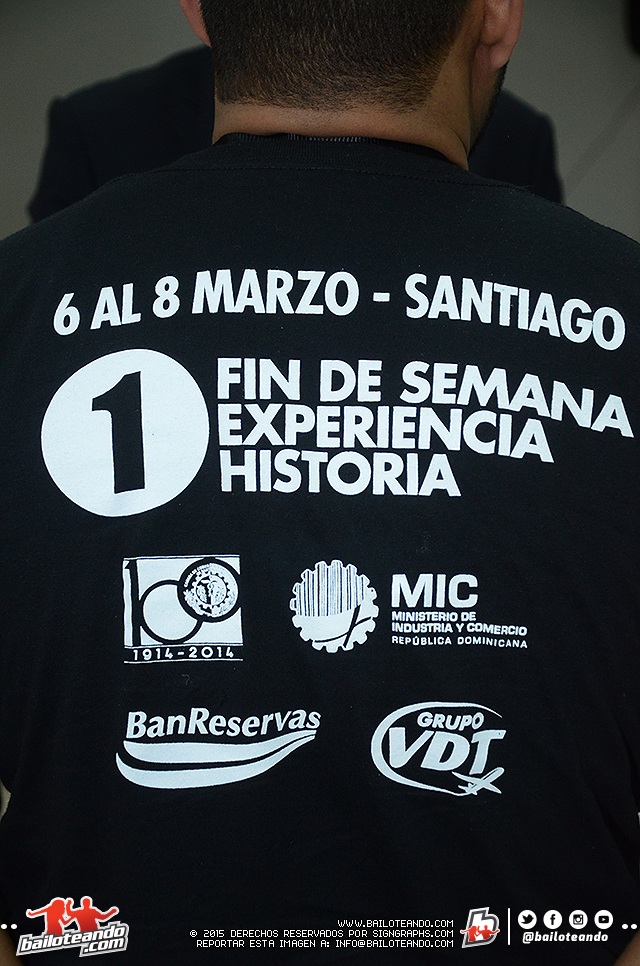 6 AL 8 MARZO - SANTIAGO
1
FIN DE SEMANA
EXPERIENCIA
HISTORIA
100
1914-2014
MIC
MINISTERIO DE
INDUSTRIA Y COMERCIO
REPÚBLICA DOMINICANA
BanReservas
GRUPO
VDT
bailoteando
.com
WWW.BAILOTEANDO.COM
© 2015 DERECHOS RESERVADOS POR SIGNGRAPHS.COM
REPORTAR ESTA IMAGEN A: INFO@BAILOTEANDO.COM
b
@bailoteando